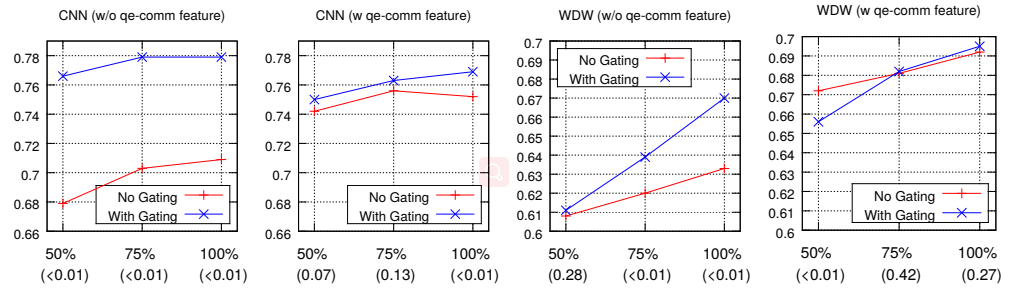 CNN (w/o qe-comm feature)
0.78
0.76
0.74
0.72
0.7
0.68
0.66
No Gating
With Gating
50% 75% 100%
(<0.01) (<0.01) (<0.01)
CNN (w qe-comm feature)
0.78
0.76
0.74
0.72
0.7
0.68
0.66
No Gating
With Gating
50% 75% 100%
(0.07) (0.13) (<0.01)
WDW (w/o qe-comm feature)
0.7
0.69
0.68
0.67
0.66
0.65
0.64
0.63
0.62
0.61
0.6
No Gating
With Gating
50% 75% 100%
(0.28) (<0.01) (<0.01)
WDW (w qe-comm feature)
0.7
0.69
0.68
0.67
0.66
0.65
0.64
0.63
0.62
0.61
0.6
No Gating
With Gating
50% 75% 100%
(<0.01) (0.42) (0.27)